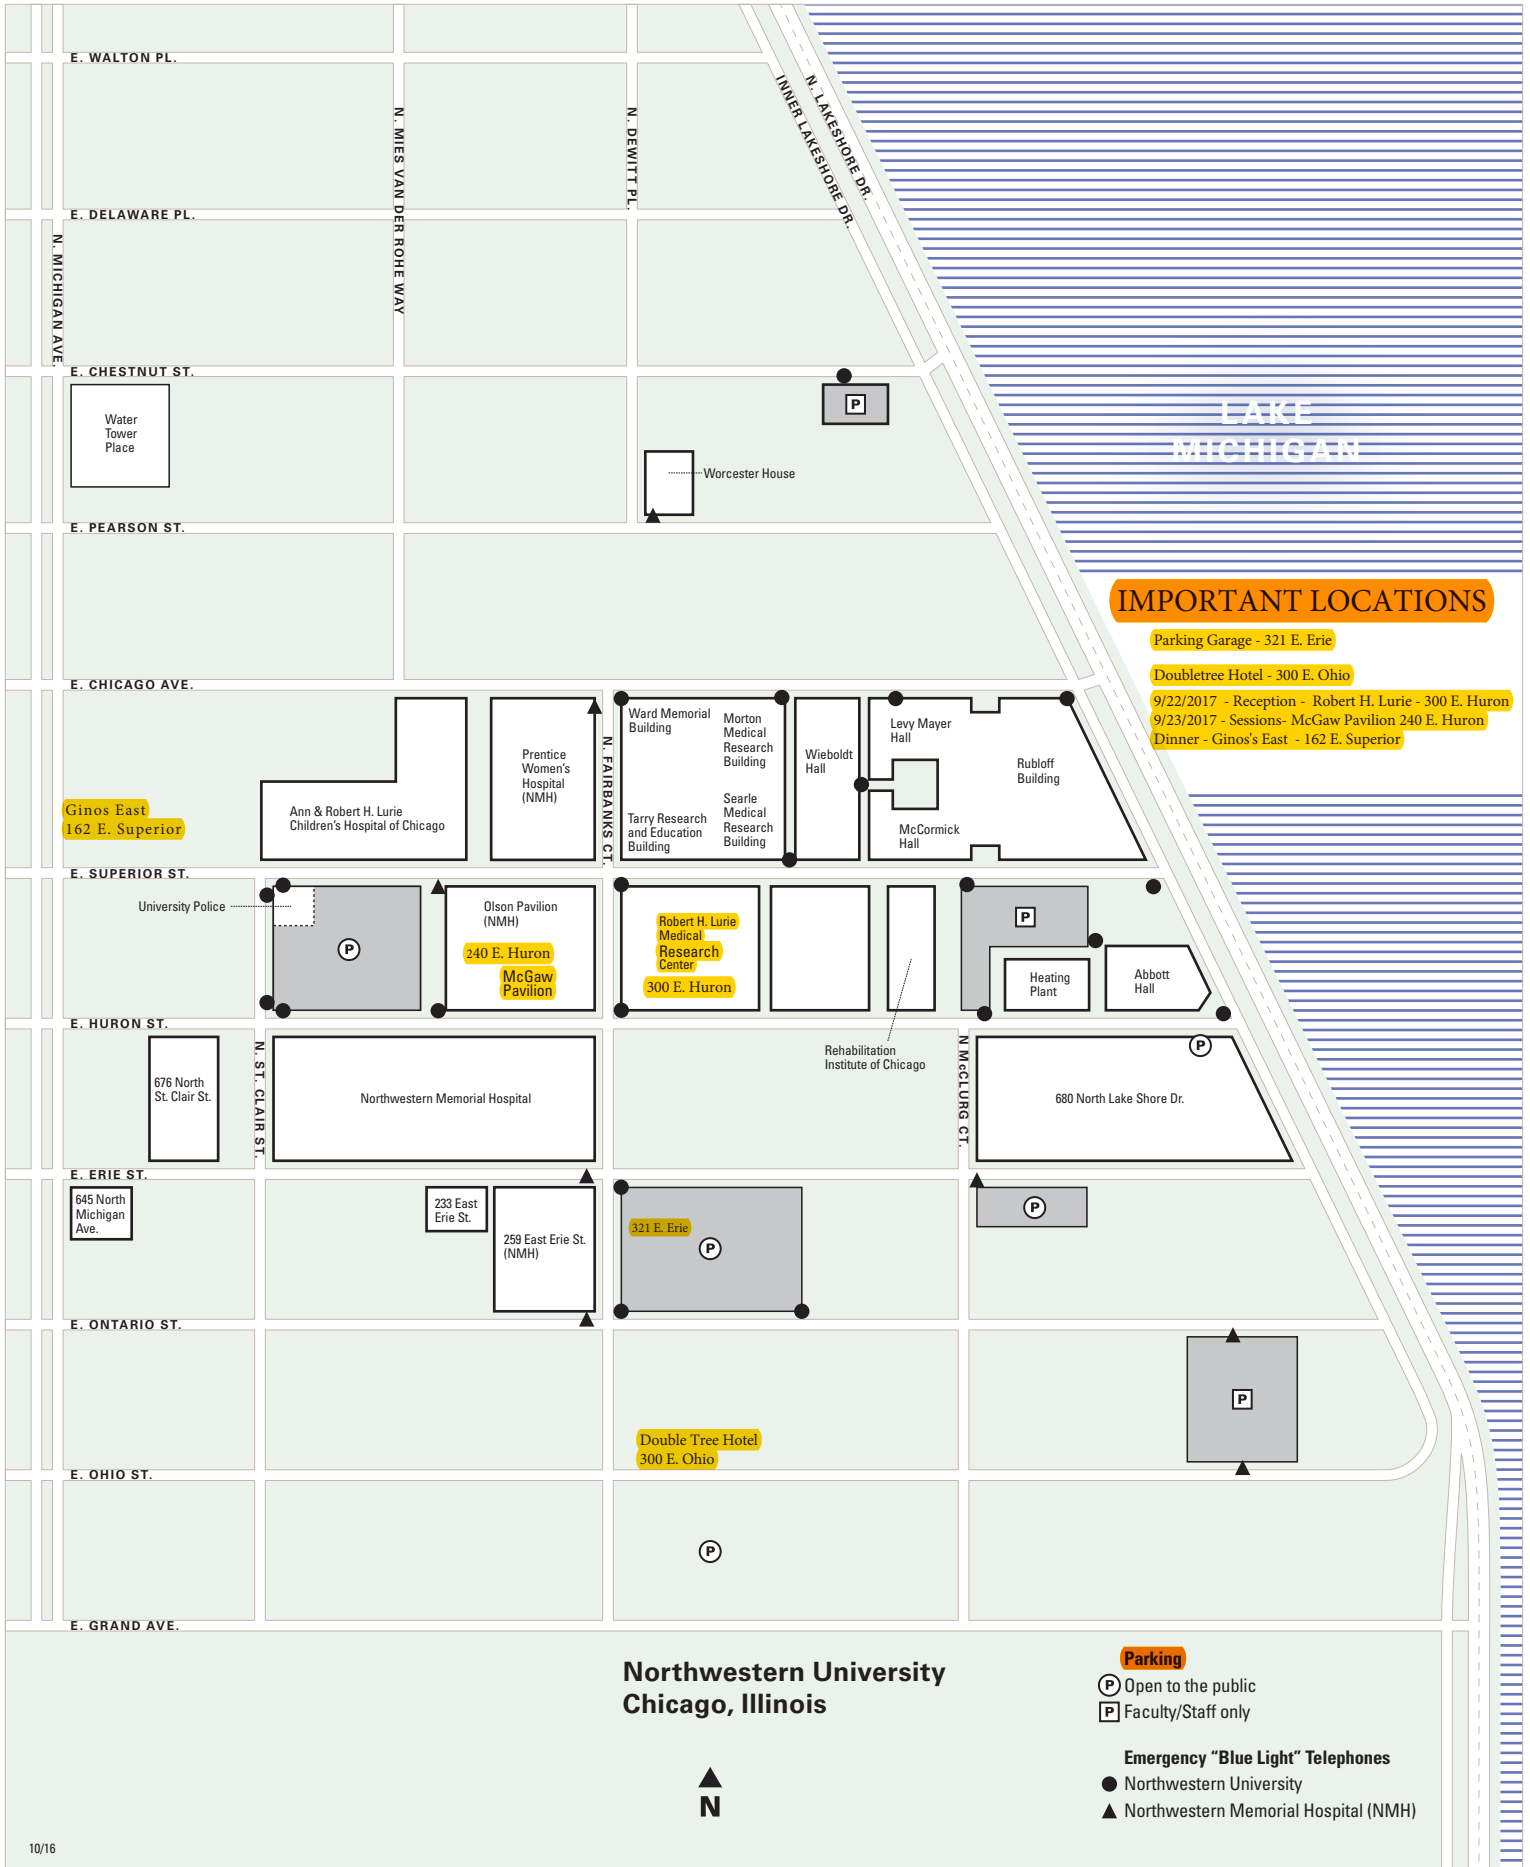 E. WALTON PL.
N. MIES VAN DER ROHE WAY
N. DEWITT PL.
INNER LAKESHORE DR.
N. LAKESHORE DR.
E. DELAWARE PL.
N. MICHIGAN AVE.
E. CHESTNUT ST.
Water
Tower
Place
P
Worcester House
LAKE
MICHIGAN
E. PEARSON ST.
IMPORTANT LOCATIONS
Parking Garage - 321 E. Erie
Doubletree Hotel - 300 E. Ohio
9/22/2017 - Reception - Robert H. Lurie - 300 E. Huron
9/23/2017 - Sessions- McGaw Pavilion 240 E. Huron
Dinner - Ginos's East - 162 E. Superior
E. CHICAGO AVE.
Ward Memorial
Building
Morton
Medical
Research
Building
Levy Mayer
Hall
Prentice
Women's
Hospital
(NMH)
N. FAIRBANKS CT.
Wieboldt
Hall
Rubloff
Building
Ginos East
162 E. Superior
Ann & Robert H. Lurie
Children's Hospital of Chicago
Tarry Research
and Education
Building
Searle
Medical
Research
Building
McCormick
Hall
E. SUPERIOR ST.
University Police
P
Olson Pavilion
(NMH)
240 E. Huron
McGaw
Pavilion
Robert H. Lurie
Medical
Research
Center
300 E. Huron
P
Heating
Plant
Abbott
Hall
E. HURON ST.
Rehabilitation
Institute of Chicago
P
676 North
St. Clair St.
N. ST. CLAIR ST.
Northwestern Memorial Hospital
N McCLURG CT.
680 North Lake Shore Dr.
E. ERIE ST.
645 North
Michigan
Ave.
233 East
Erie St.
259 East Erie St.
(NMH)
321 E. Erie
P
P
E. ONTARIO ST.
P
Double Tree Hotel
300 E. Ohio
E. OHIO ST.
P
E. GRAND AVE.
Northwestern University
Chicago, Illinois
N
Parking
P Open to the public
P Faculty/Staff only
Emergency “Blue Light” Telephones
Northwestern University
Northwestern Memorial Hospital (NMH)
10/16